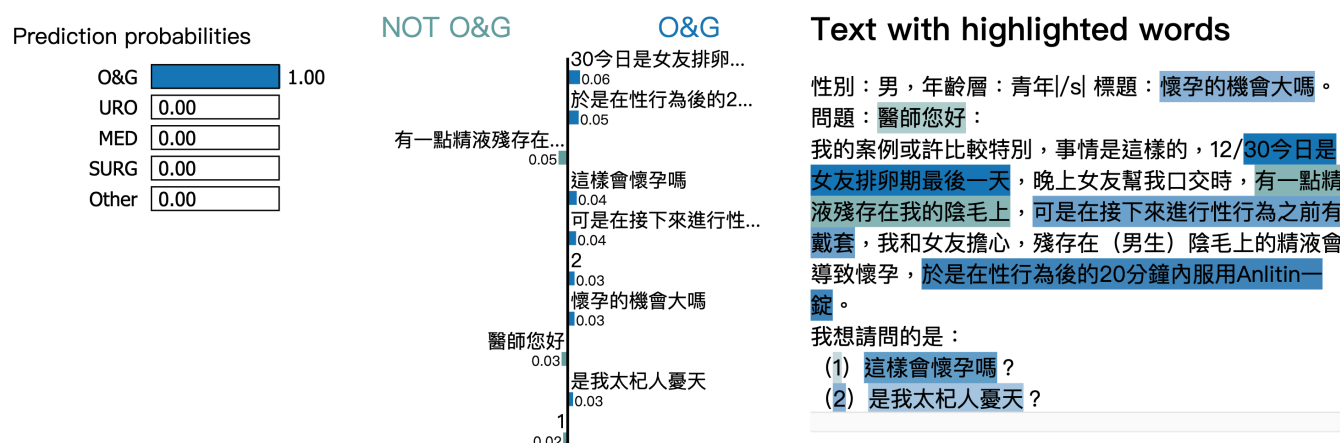 Prediction probabilities
O&G 1.00
URO 0.00
MED 0.00
SURG 0.00
Other 0.00
NOT O&G
O&G
30今日是女友排卵...
0.06
於是在性行為後的2...
0.05
有一點精液殘存在...
0.05
這樣會懷孕嗎
0.04
可是在接下來進行性...
0.04
2
0.03
懷孕的機會大嗎
0.03
醫師您好
0.03
是我太杞人憂天
0.03
1
0.02
Text with highlighted words
性別：男，年齡層：青年|/s| 標題：懷孕的機會大嗎。
問題：醫師您好：
我的案例或許比較特別，事情是這樣的，12/30今日是
女友排卵期最後一天，晚上女友幫我口交時，有一點精
液殘存在我的陰毛上，可是在接下來進行性行為之前有
戴套，我和女友擔心，殘存在（男生）陰毛上的精液會
導致懷孕，於是在性行為後的20分鐘內服用Anlitin一
錠。
我想請問的是：
（1）這樣會懷孕嗎？
（2）是我太杞人憂天？